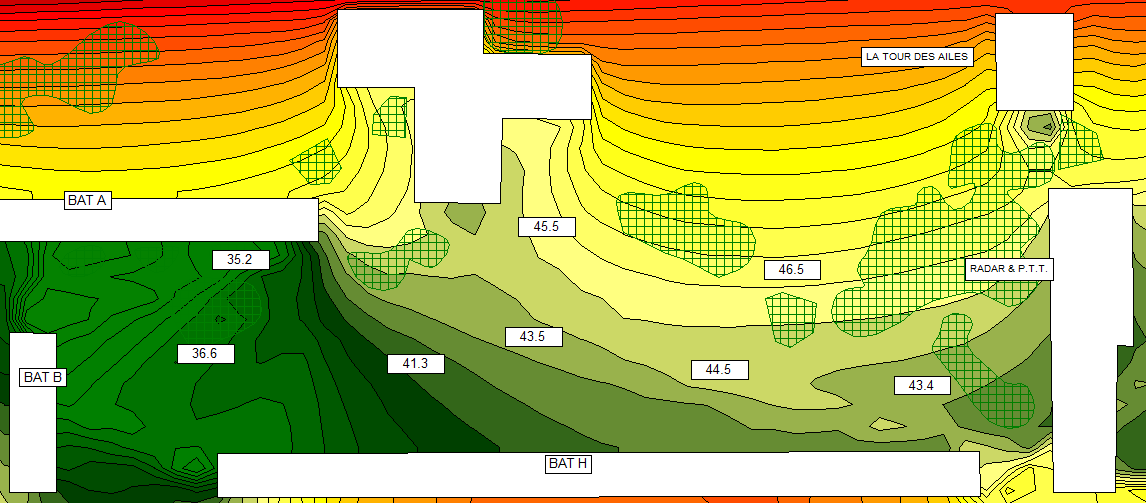 LA TOUR DES AILES
BAT A
45.5
35.2
46.5
RADAR & P.T.T.
43.5
36.6
41.3
44.5
BAT B
43.4
BAT H